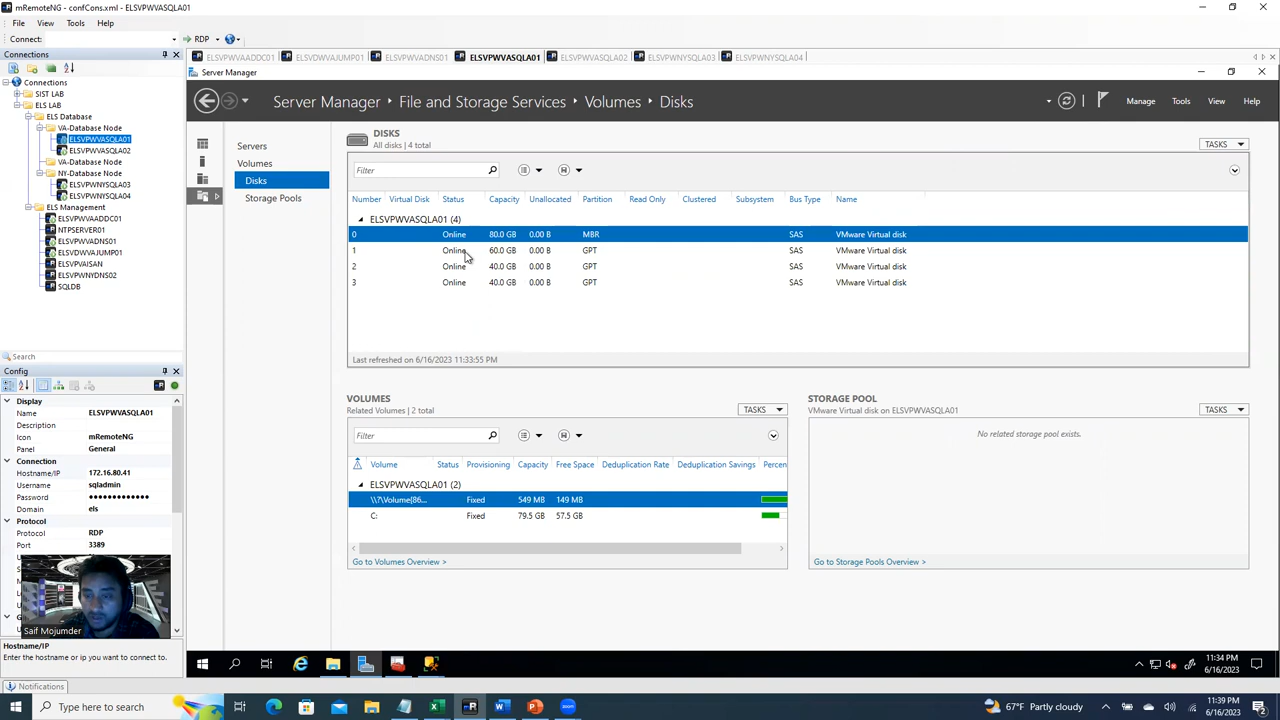 mRemoteNG - confCons.xml - ELSVPWVASQLA01
File View Tools Help
Connect: RDP
Connections
ELSVPWVAADDC01 ELSVDWVAJUMP01 ELSVPWVADNS01 ELSVPWVASQLA01 ELSVPWVASQLA02 ELSVPWNYSQLA03 ELSVPWNYSQLA04
Server Manager
Server Manager File and Storage Services Volumes Disks
Manage Tools View Help
Connections
SIST LAB
ELS LAB
ELS Database
VA-Database Node
ELSVPWVASQLA01
ELSVPWVASQLA02
VA-Database Node
NY-Database Node
ELSVPWNYSQLA03
ELSVPWNYSQLA04
ELS Management
ELSVPWVAADDC01
NTPSERVER01
ELSVPWVADNS01
ELSVDWVAJUMP01
ELSVPVAISAN
ELSVPWNYDNS02
SQLDB
Search
Config
Display
Name ELSVPWVASQLA01
Description
Icon mRemoteNG
Panel General
Connection
Hostname/IP 172.16.80.41
Username sqladmin
Password ••••••••••••••
Domain els
Protocol
Protocol RDP
Port 3389
Saif Mojumder
Hostname/IP
Enter the hostname or ip you want to connect to.
Notifications
Servers
Volumes
Disks
Storage Pools
DISKS
All disks | 4 total
TASKS
Filter
Number Virtual Disk Status Capacity Unallocated Partition Read Only Clustered Subsystem Bus Type Name
ELSVPWVASQLA01 (4)
0 Online 80.0 GB 0.00 B MBR SAS VMware Virtual disk
1 Online 60.0 GB 0.00 B GPT SAS VMware Virtual disk
2 Online 40.0 GB 0.00 B GPT SAS VMware Virtual disk
3 Online 40.0 GB 0.00 B GPT SAS VMware Virtual disk
Last refreshed on 6/16/2023 11:33:55 PM
VOLUMES
Related Volumes | 2 total
TASKS
Filter
Volume Status Provisioning Capacity Free Space Deduplication Rate Deduplication Savings Percen
ELSVPWVASQLA01 (2)
\\?\Volume{86... Fixed 549 MB 149 MB
C: Fixed 79.5 GB 57.5 GB
Go to Volumes Overview >
STORAGE POOL
VMware Virtual disk on ELSVPWVASQLA01
TASKS
No related storage pool exists.
Go to Storage Pools Overview >
11:34 PM
6/16/2023
Type here to search
67°F Partly cloudy
11:39 PM
6/16/2023
2